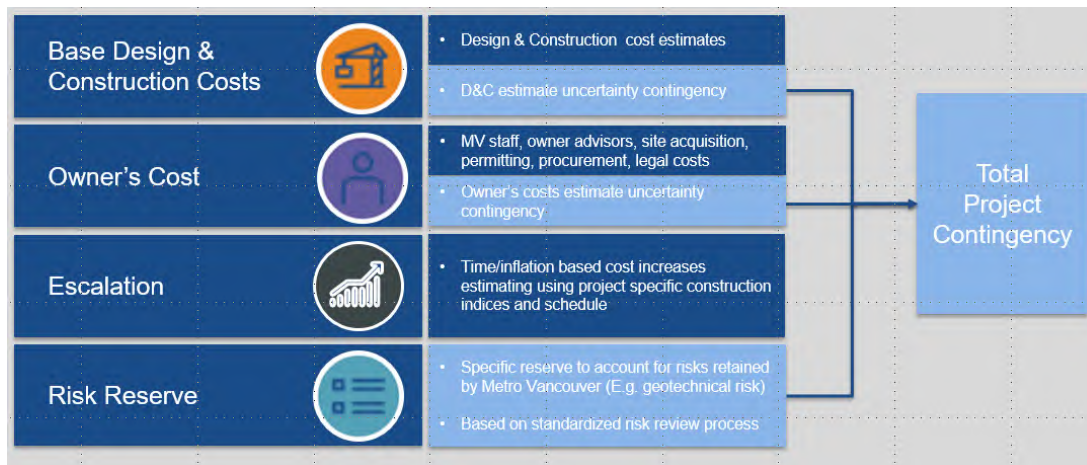 Base Design &
Construction Costs
• Design & Construction cost estimates
• D&C estimate uncertainty contingency
Owner's Cost
• MV staff, owner advisors, site acquisition,
permitting, procurement, legal costs
• Owner's costs estimate uncertainty
contingency
Escalation
• Time/inflation based cost increases
estimating using project specific construction
indices and schedule
Risk Reserve
• Specific reserve to account for risks retained
by Metro Vancouver (E.g. geotechnical risk)
• Based on standardized risk review process
Total
Project
Contingency